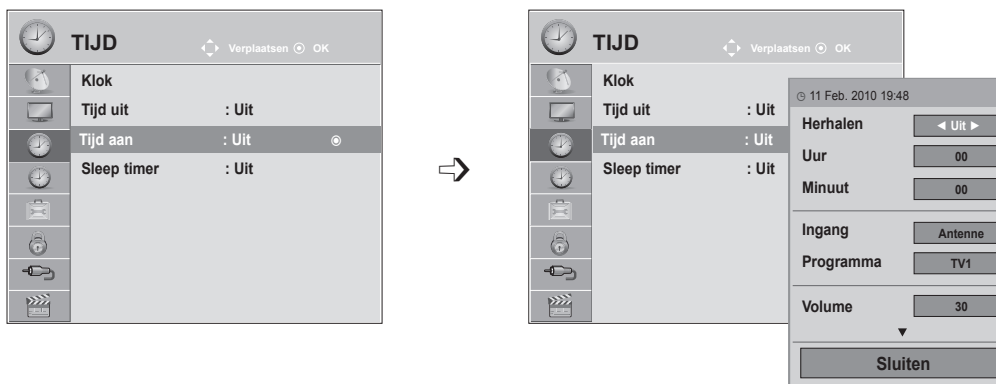 TIJD
Verplaatsen OK
Klok
Tijd uit : Uit
Tijd aan : Uit
Sleep timer : Uit
TIJD
Verplaatsen OK
Klok
Tijd uit : Uit
Tijd aan : Uit
Sleep timer : Uit
11 Feb. 2010 19:48
Herhalen ◄ Uit ►
Uur 00
Minuut 00
Ingang Antenne
Programma TV1
Volume 30
▼
Sluiten